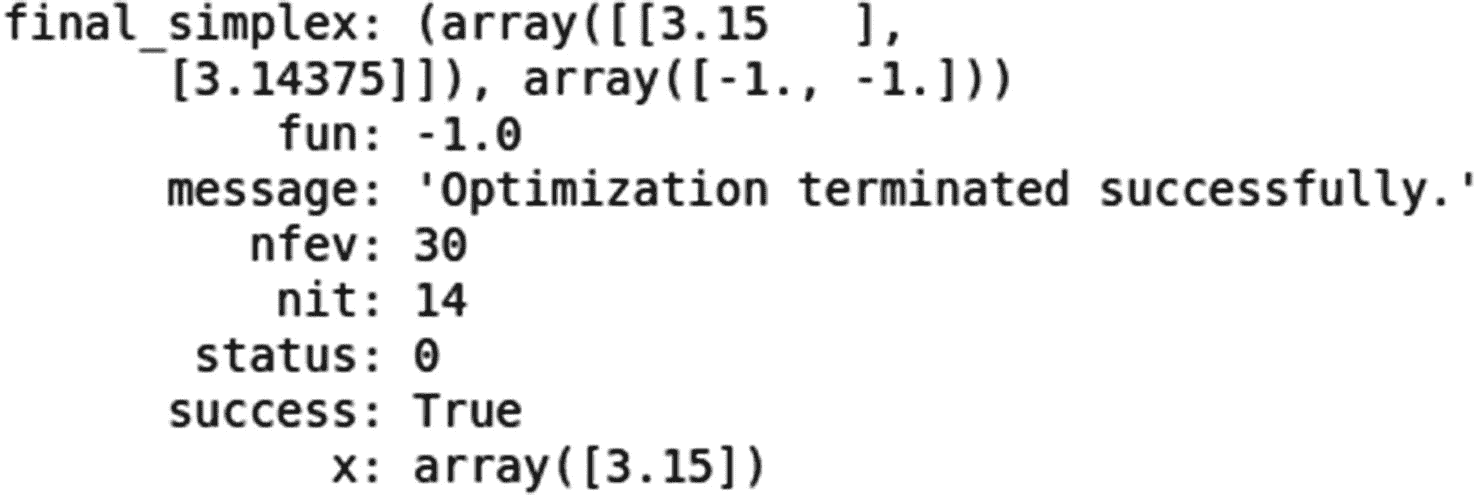 final_simplex: (array([[3.15   ],
      [3.14375]]), array([-1., -1.]))
          fun: -1.0
      message: 'Optimization terminated successfully.'
         nfev: 30
          nit: 14
       status: 0
      success: True
            x: array([3.15])